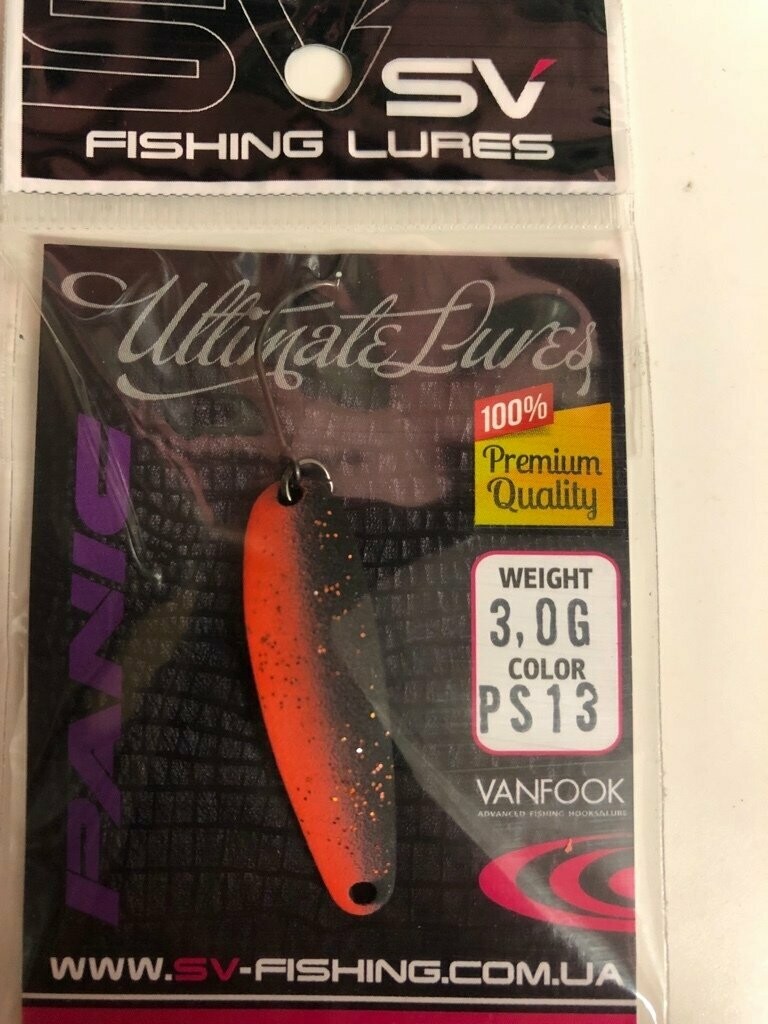 SV
FISHING LURES
Ultimate Lures
100%
Premium
Quality
PANIC
WEIGHT
3,0G
COLOR
PS13
VANFOOK
ADVANCED FISHING HOOKS&LURE
WWW.SV-FISHING.COM.UA